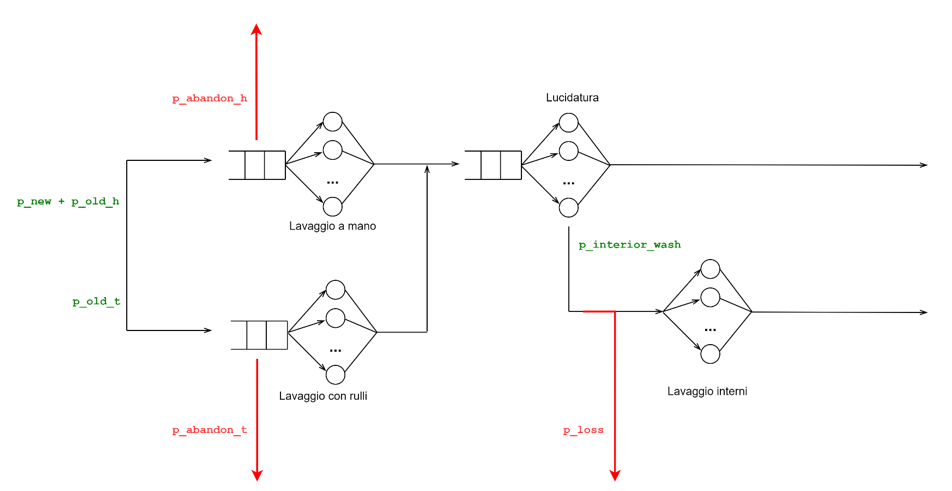 Lucidatura
p_abandon_h
...
...
p_new + p_old_h
Lavaggio a mano
p_interior_wash
p_old_t
...
...
Lavaggio con rulli
Lavaggio interni
p_abandon_t
p_loss